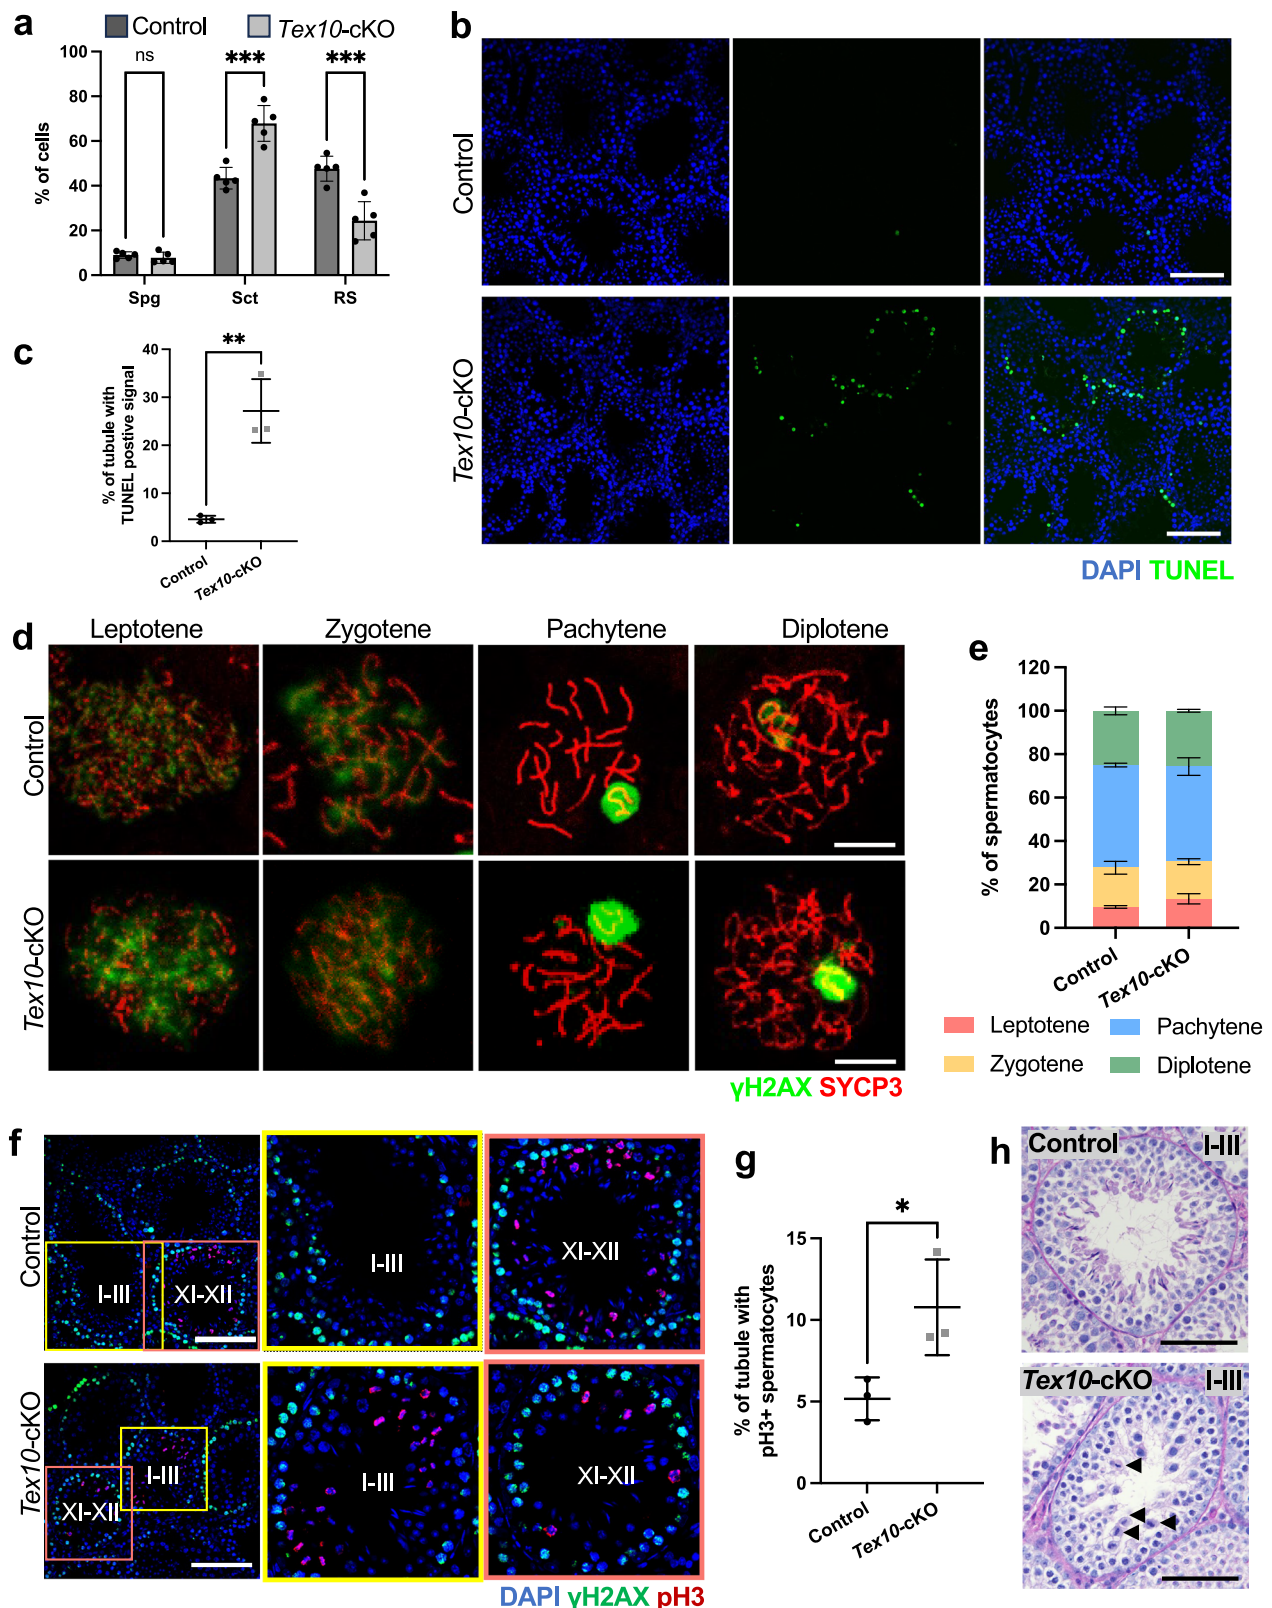 a
Control
Tex10-cKO
100
80
60
40
20
0
% of cells
ns
***
***
Spg
Sct
RS
b
Control
Tex10-cKO
DAPI TUNEL
c
% of tubule with
TUNEL postive signal
40
30
20
10
0
**
Control
Tex10-cKO
d
Leptotene
Zygotene
Pachytene
Diplotene
Control
Tex10-cKO
γH2AX SYCP3
e
% of spermatocytes
120
100
80
60
40
20
0
Control
Tex10-cKO
Leptotene
Pachytene
Zygotene
Diplotene
f
Control
I-III
XI-XII
I-III
XI-XII
Tex10-cKO
I-III
XI-XII
I-III
XI-XII
DAPI γH2AX pH3
g
% of tubule with
pH3+ spermatocytes
15
10
5
0
*
Control
Tex10-cKO
h
Control
I-III
Tex10-cKO
I-III